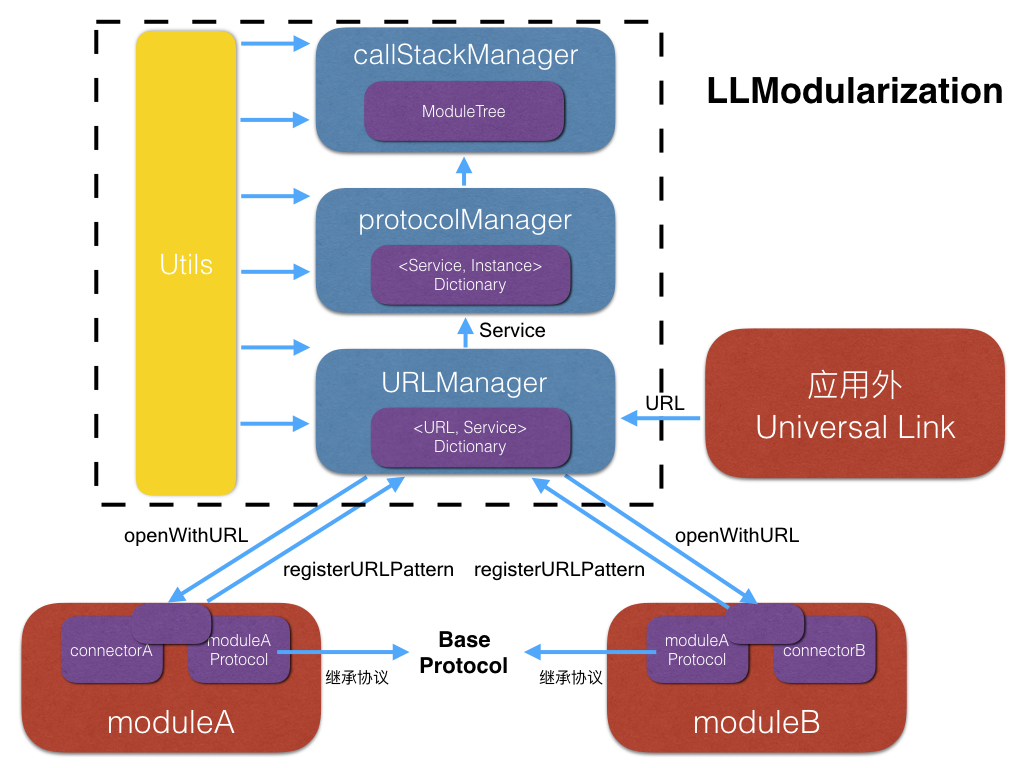 callStackManager
ModuleTree
LLModularization
protocolManager
<Service, Instance>
Dictionary
Utils
Service
URLManager
<URL, Service>
Dictionary
URL
应用外
Universal Link
openWithURL
registerURLPattern
registerURLPattern
openWithURL
connectorA
moduleA
Protocol
Base
Protocol
继承协议
继承协议
moduleA
Protocol
connectorB
moduleA
moduleB